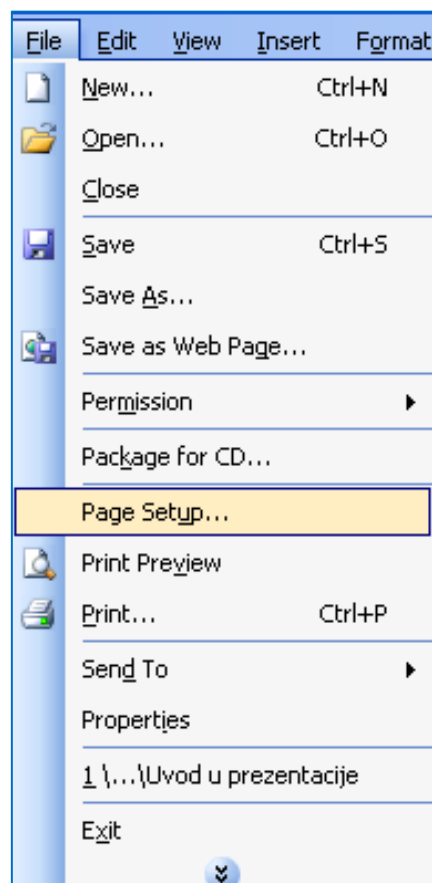 File Edit View Insert Format
New... Ctrl+N
Open... Ctrl+O
Close
Save Ctrl+S
Save As...
Save as Web Page...
Permission
Package for CD...
Page Setup...
Print Preview
Print... Ctrl+P
Send To
Properties
1 \...\Uvod u prezentacije
Exit